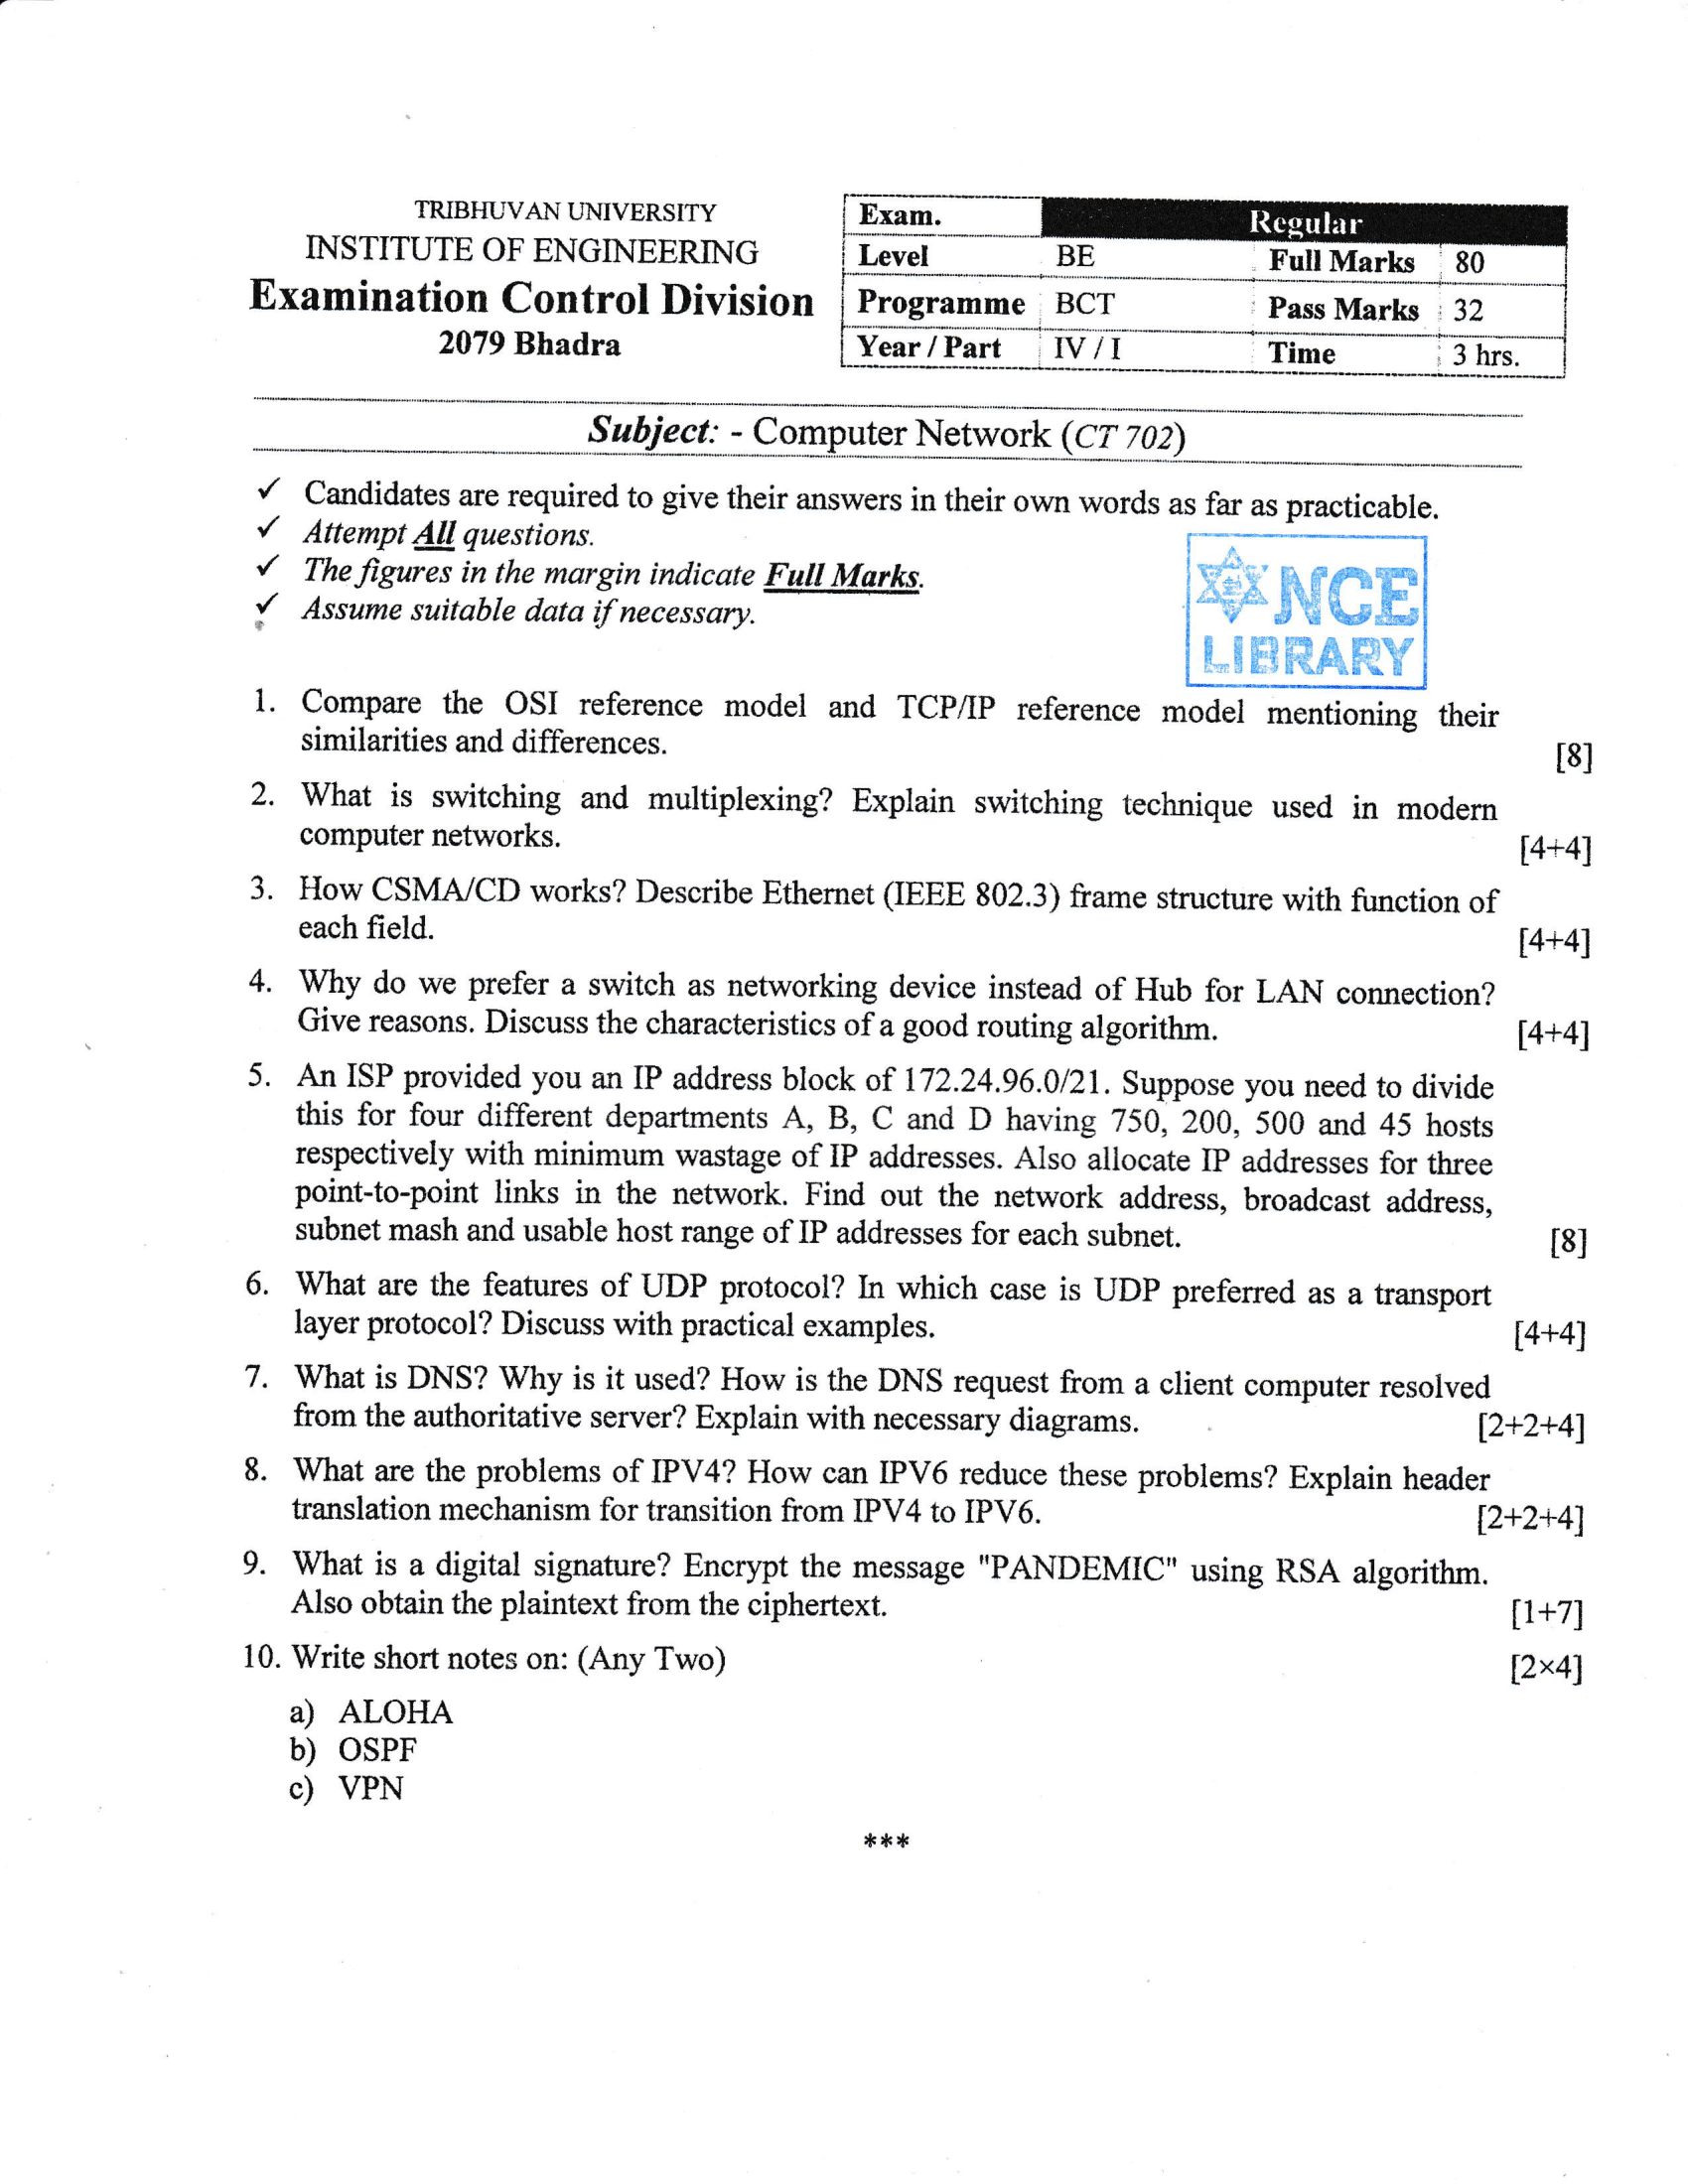 TRIBHUVAN UNIVERSITY
INSTITUTE OF ENGINEERING
Examination Control Division
2079 Bhadra
Exam. Regular
Level BE Full Marks 80
Programme BCT Pass Marks 32
Year / Part IV / I Time 3 hrs.
Subject: - Computer Network (CT 702)
✓ Candidates are required to give their answers in their own words as far as practicable.
✓ Attempt All questions.
✓ The figures in the margin indicate Full Marks.
✓ Assume suitable data if necessary.
NCE
LIBRARY
1. Compare the OSI reference model and TCP/IP reference model mentioning their
similarities and differences. [8]
2. What is switching and multiplexing? Explain switching technique used in modern
computer networks. [4+4]
3. How CSMA/CD works? Describe Ethernet (IEEE 802.3) frame structure with function of
each field. [4+4]
4. Why do we prefer a switch as networking device instead of Hub for LAN connection?
Give reasons. Discuss the characteristics of a good routing algorithm. [4+4]
5. An ISP provided you an IP address block of 172.24.96.0/21. Suppose you need to divide
this for four different departments A, B, C and D having 750, 200, 500 and 45 hosts
respectively with minimum wastage of IP addresses. Also allocate IP addresses for three
point-to-point links in the network. Find out the network address, broadcast address,
subnet mash and usable host range of IP addresses for each subnet. [8]
6. What are the features of UDP protocol? In which case is UDP preferred as a transport
layer protocol? Discuss with practical examples. [4+4]
7. What is DNS? Why is it used? How is the DNS request from a client computer resolved
from the authoritative server? Explain with necessary diagrams. [2+2+4]
8. What are the problems of IPV4? How can IPV6 reduce these problems? Explain header
translation mechanism for transition from IPV4 to IPV6. [2+2+4]
9. What is a digital signature? Encrypt the message "PANDEMIC" using RSA algorithm.
Also obtain the plaintext from the ciphertext. [1+7]
10. Write short notes on: (Any Two) [2×4]
a) ALOHA
b) OSPF
c) VPN
***